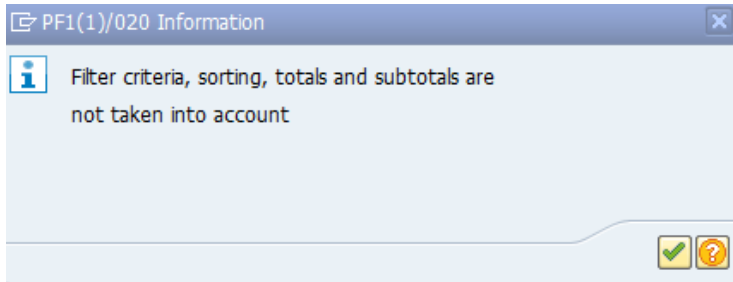 PF1(1)/020 Information
Filter criteria, sorting, totals and subtotals are
not taken into account